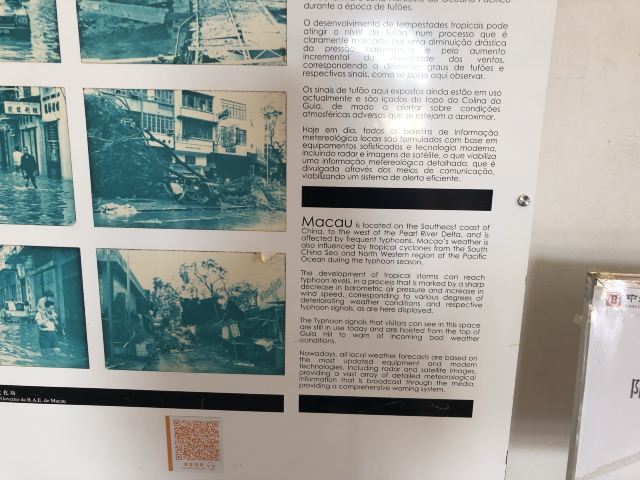 durante a época de tufões.
O desenvolvimento de tempestades tropicais pode
atingir o nível de Tufão, num processo que é
claramente marcado por uma diminuição drástica
da pressão barométrica e pelo aumento
incremental da velocidade dos ventos,
correspondendo a diferentes graus de tufões e
respectivos sinais, como se pode aqui observar.
Os sinais de tufão aqui expostos ainda estão em uso
actualmente e são içados do topo da Colina da
Guia, de modo a alertar sobre condições
atmosféricas adversas que se estejam a aproximar.
Hoje em dia, todos os boletins de informação
metereológica locais são formulados com base em
equipamentos sofisticados e tecnologia moderna,
incluindo radar e imagens de satélite, o que viabiliza
uma informação metereológica detalhada, que é
divulgada através dos meios de comunicação,
viabilizando um sistema de alerta eficiente.
Macau is located on the Southeast coast of
China, to the west of the Pearl River Delta, and is
affected by frequent typhoons. Macao's weather is
also influenced by tropical cyclones from the South
China Sea and North Western region of the Pacific
Ocean during the typhoon season.
The development of tropical storms can reach
typhoon levels, in a process that is marked by a sharp
decrease in barometric air pressure and increase in
wind speed, corresponding to various degrees of
deteriorating weather conditions and respective
typhoon signals, as are here displayed.
The Typhoon signals that visitors can see in this space
are still in use today and are hoisted from the top of
Guia Hill to warn of incoming bad weather
conditions.
Nowadays, all local weather forecasts are based on
the most updated equipment and modern
technologies, including radar and satellite images,
providing a vast array of detailed meteorological
information that is broadcast through the media,
providing a comprehensive warning system.
化局
Governo da R.A.E. de Macau